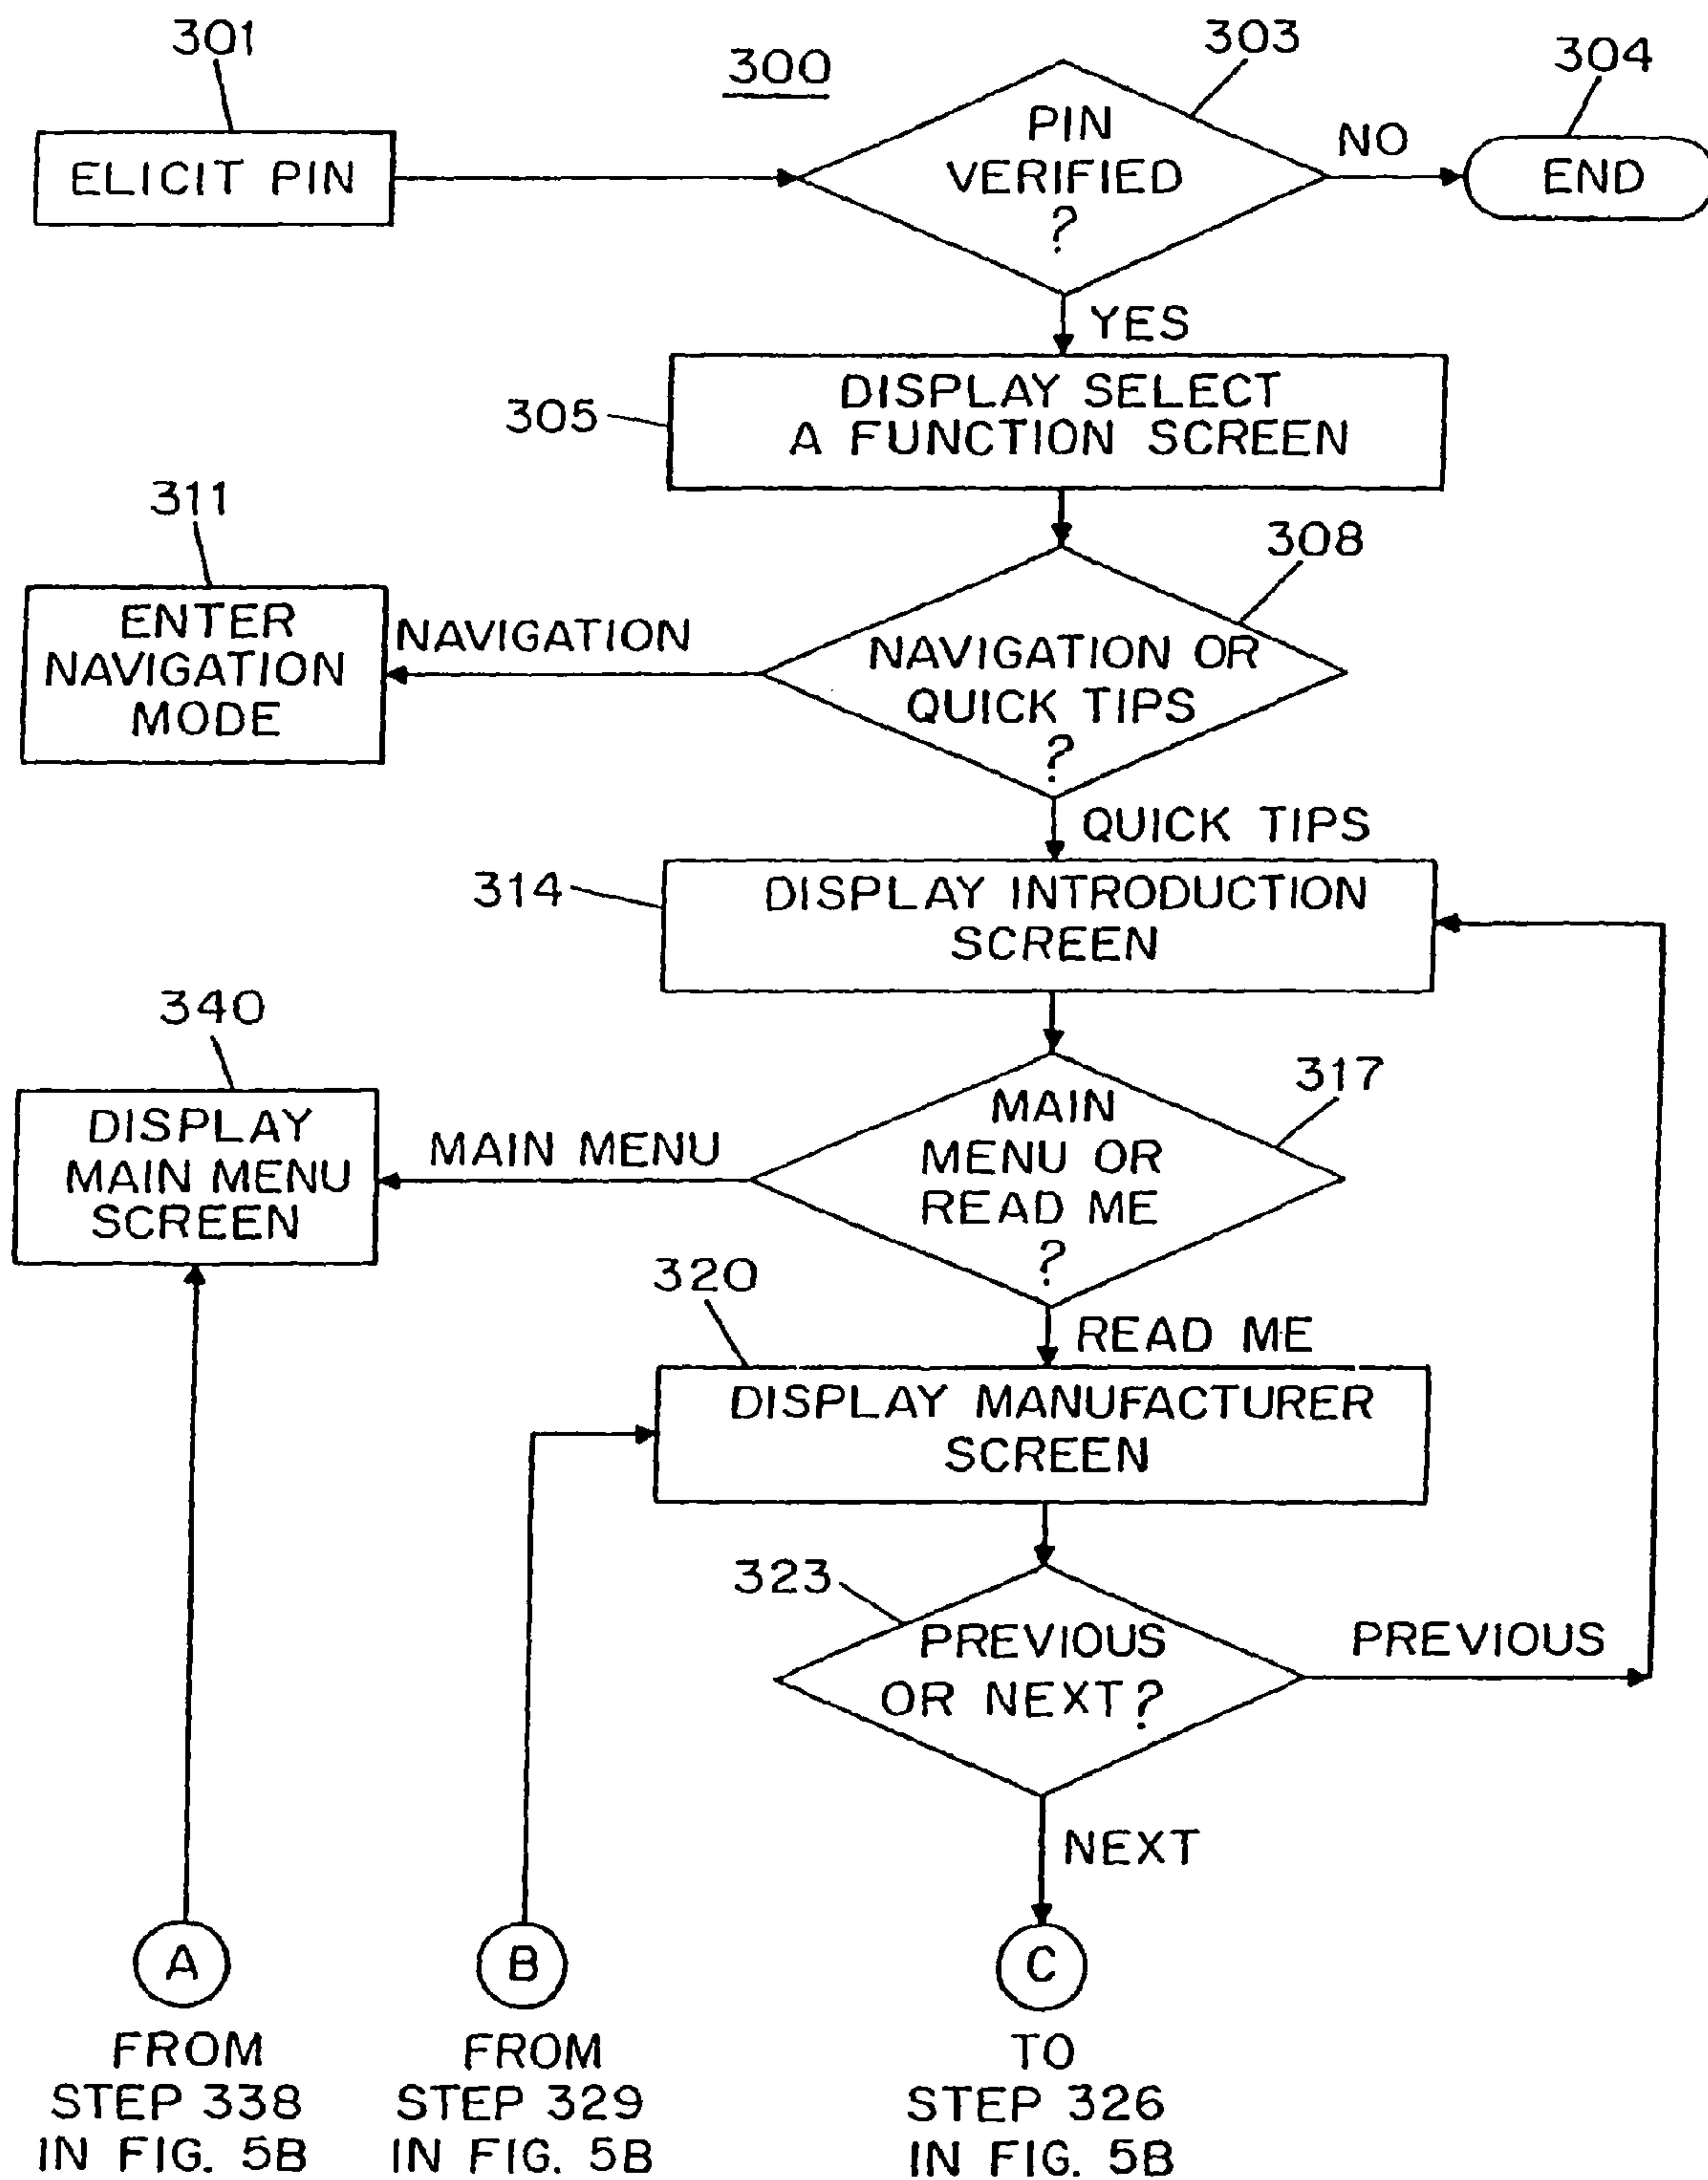 301
300
303
304
ELICIT PIN
PIN
VERIFIED
?
NO
END
YES
305
DISPLAY SELECT
A FUNCTION SCREEN
311
308
ENTER
NAVIGATION
MODE
NAVIGATION
NAVIGATION OR
QUICK TIPS
?
QUICK TIPS
314
DISPLAY INTRODUCTION
SCREEN
340
317
DISPLAY
MAIN MENU
SCREEN
MAIN MENU
MAIN
MENU OR
READ ME
?
320
READ ME
DISPLAY MANUFACTURER
SCREEN
323
PREVIOUS
OR NEXT?
PREVIOUS
NEXT
A
B
C
FROM
STEP 338
IN FIG. 5B
FROM
STEP 329
IN FIG. 5B
TO
STEP 326
IN FIG. 5B